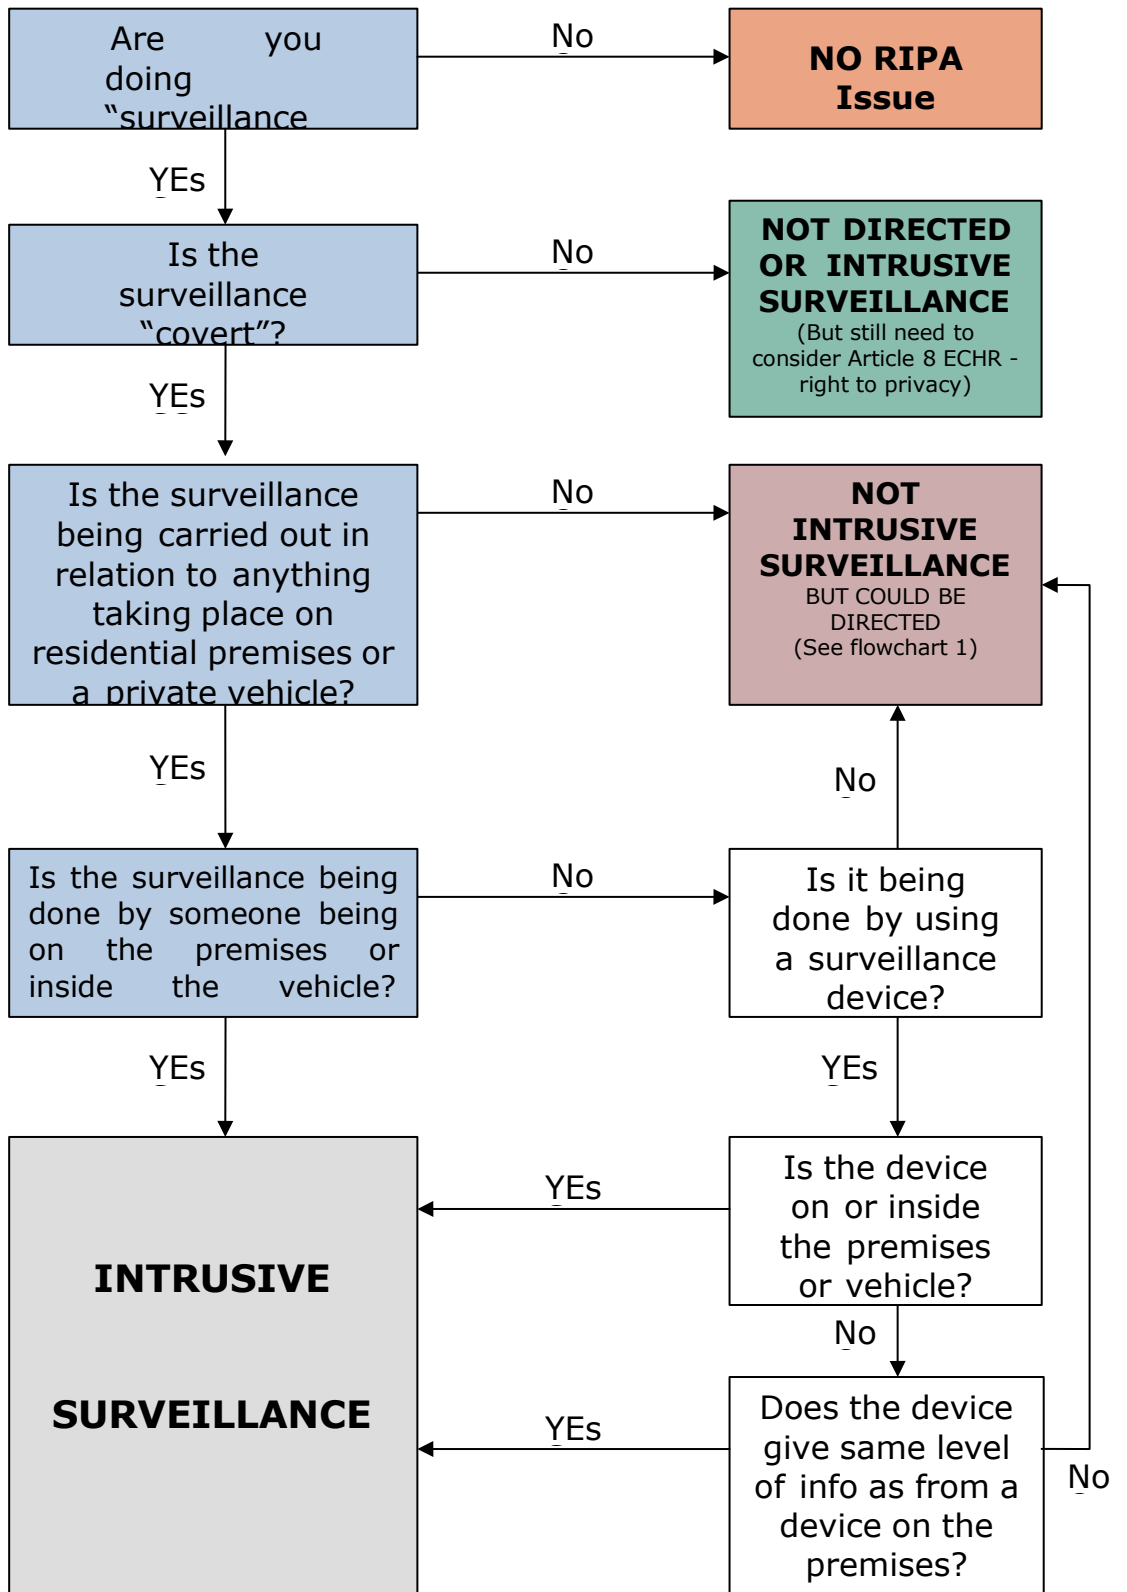 Are you
doing
“surveillance
No
NO RIPA
Issue
YEs
Is the
surveillance
“covert”?
No
NOT DIRECTED
OR INTRUSIVE
SURVEILLANCE
(But still need to
consider Article 8 ECHR -
right to privacy)
YEs
Is the surveillance
being carried out in
relation to anything
taking place on
residential premises or
a private vehicle?
No
NOT
INTRUSIVE
SURVEILLANCE
BUT COULD BE
DIRECTED
(See flowchart 1)
YEs
No
Is the surveillance being
done by someone being
on the premises or
inside the vehicle?
No
Is it being
done by using
a surveillance
device?
YEs
YEs
INTRUSIVE
SURVEILLANCE
YEs
Is the device
on or inside
the premises
or vehicle?
No
YEs
Does the device
give same level
of info as from a
device on the
premises?
No